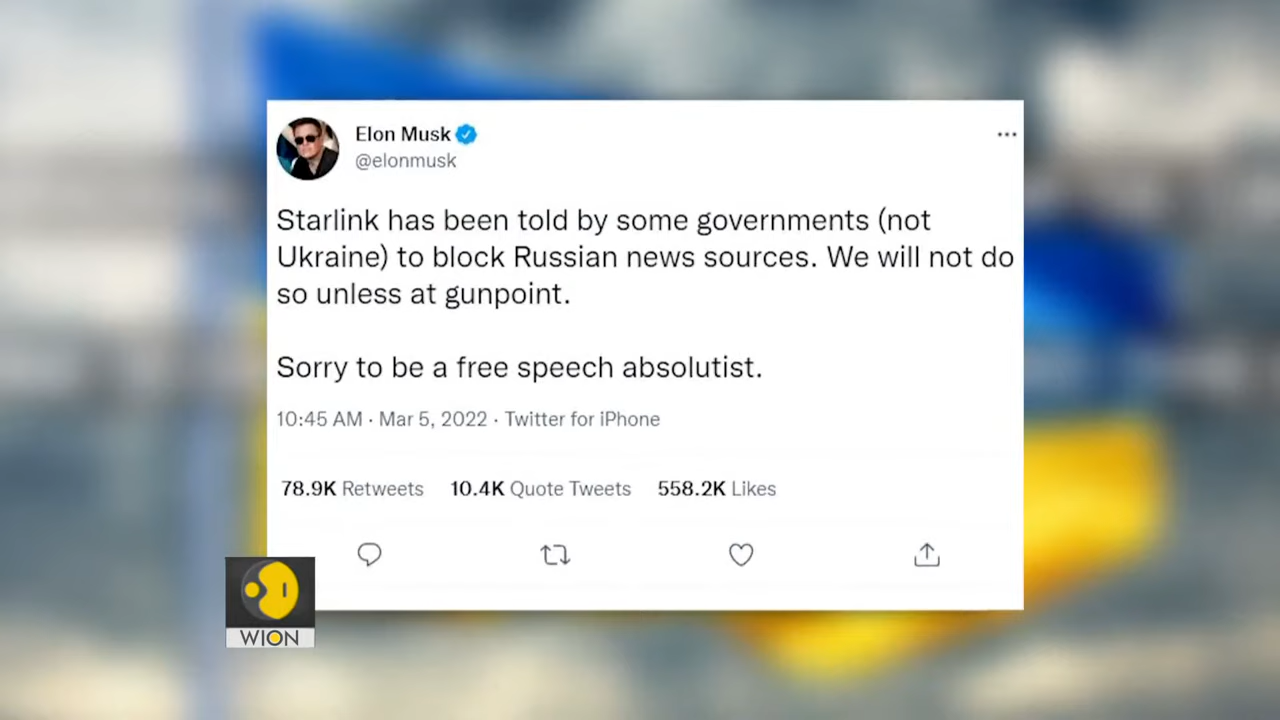 Elon Musk
@elonmusk
Starlink has been told by some governments (not
Ukraine) to block Russian news sources. We will not do
so unless at gunpoint.
Sorry to be a free speech absolutist.
10:45 AM · Mar 5, 2022 · Twitter for iPhone
78.9K Retweets 10.4K Quote Tweets 558.2K Likes
WION